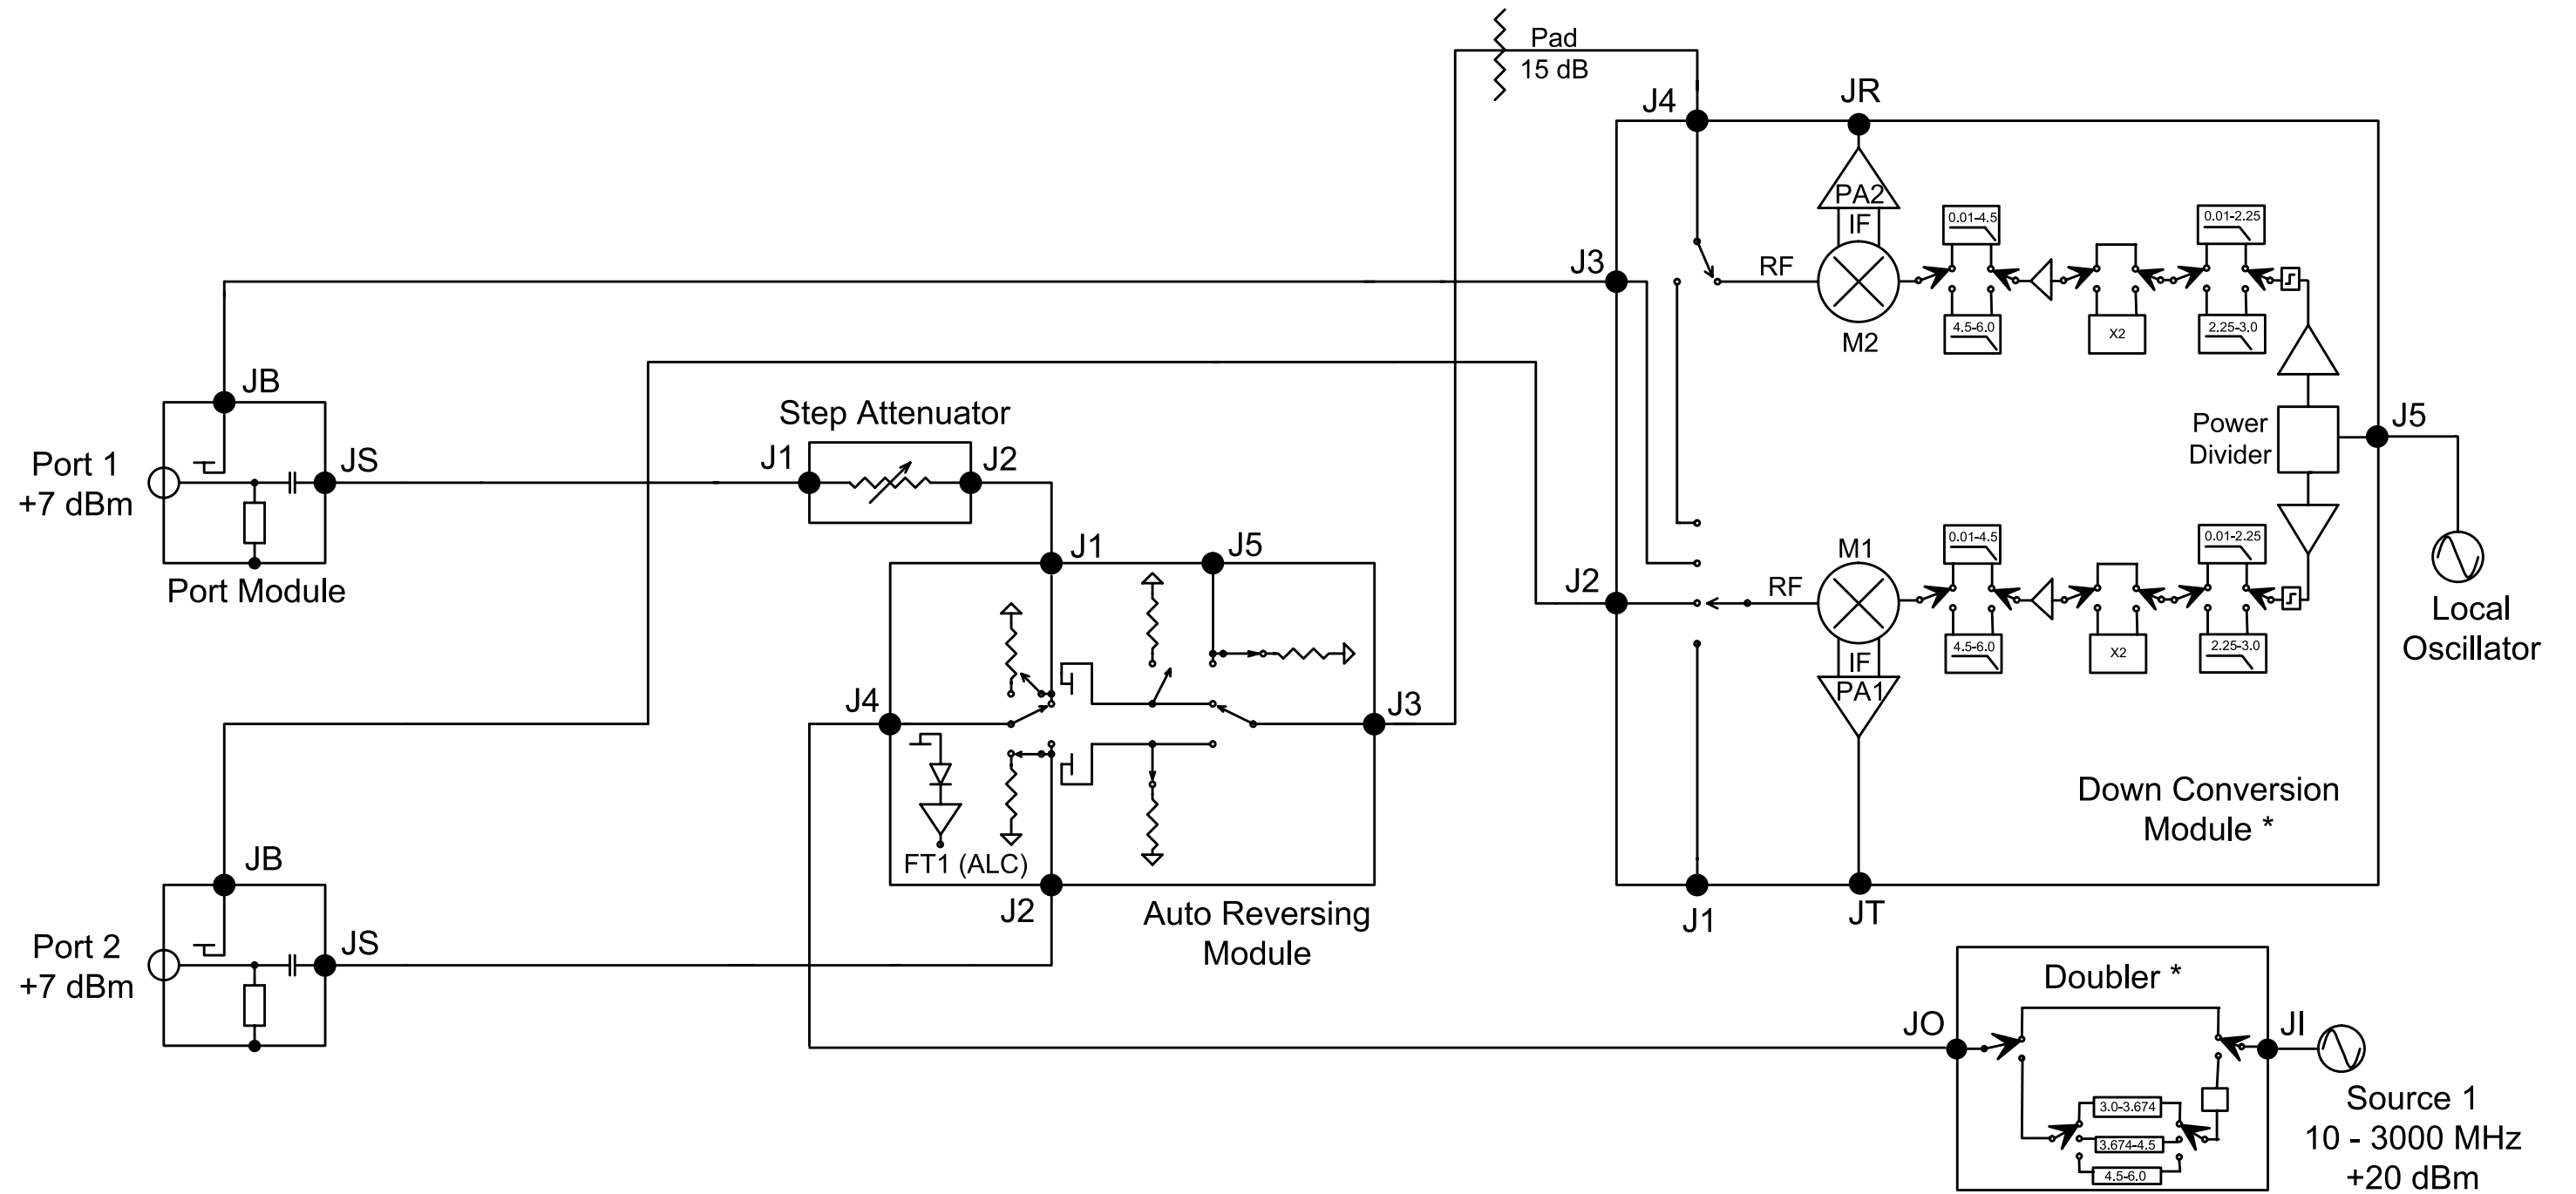 Pad
15 dB
J4
JR
PA2
IF
0.01-4.5
0.01-2.25
J3
RF
4.5-6.0
X2
2.25-3.0
M2
JB
Step Attenuator
Power
Divider
J5
Port 1
+7 dBm
JS
J1
J2
Port Module
J1
J5
M1
0.01-4.5
0.01-2.25
J2
RF
Local
Oscillator
IF
4.5-6.0
X2
2.25-3.0
PA1
J4
J3
Down Conversion
Module *
JB
FT1 (ALC)
J2
Auto Reversing
Module
J1
JT
Port 2
+7 dBm
JS
Doubler *
JO
JI
3.0-3.674
3.674-4.5
4.5-6.0
Source 1
10 - 3000 MHz
+20 dBm